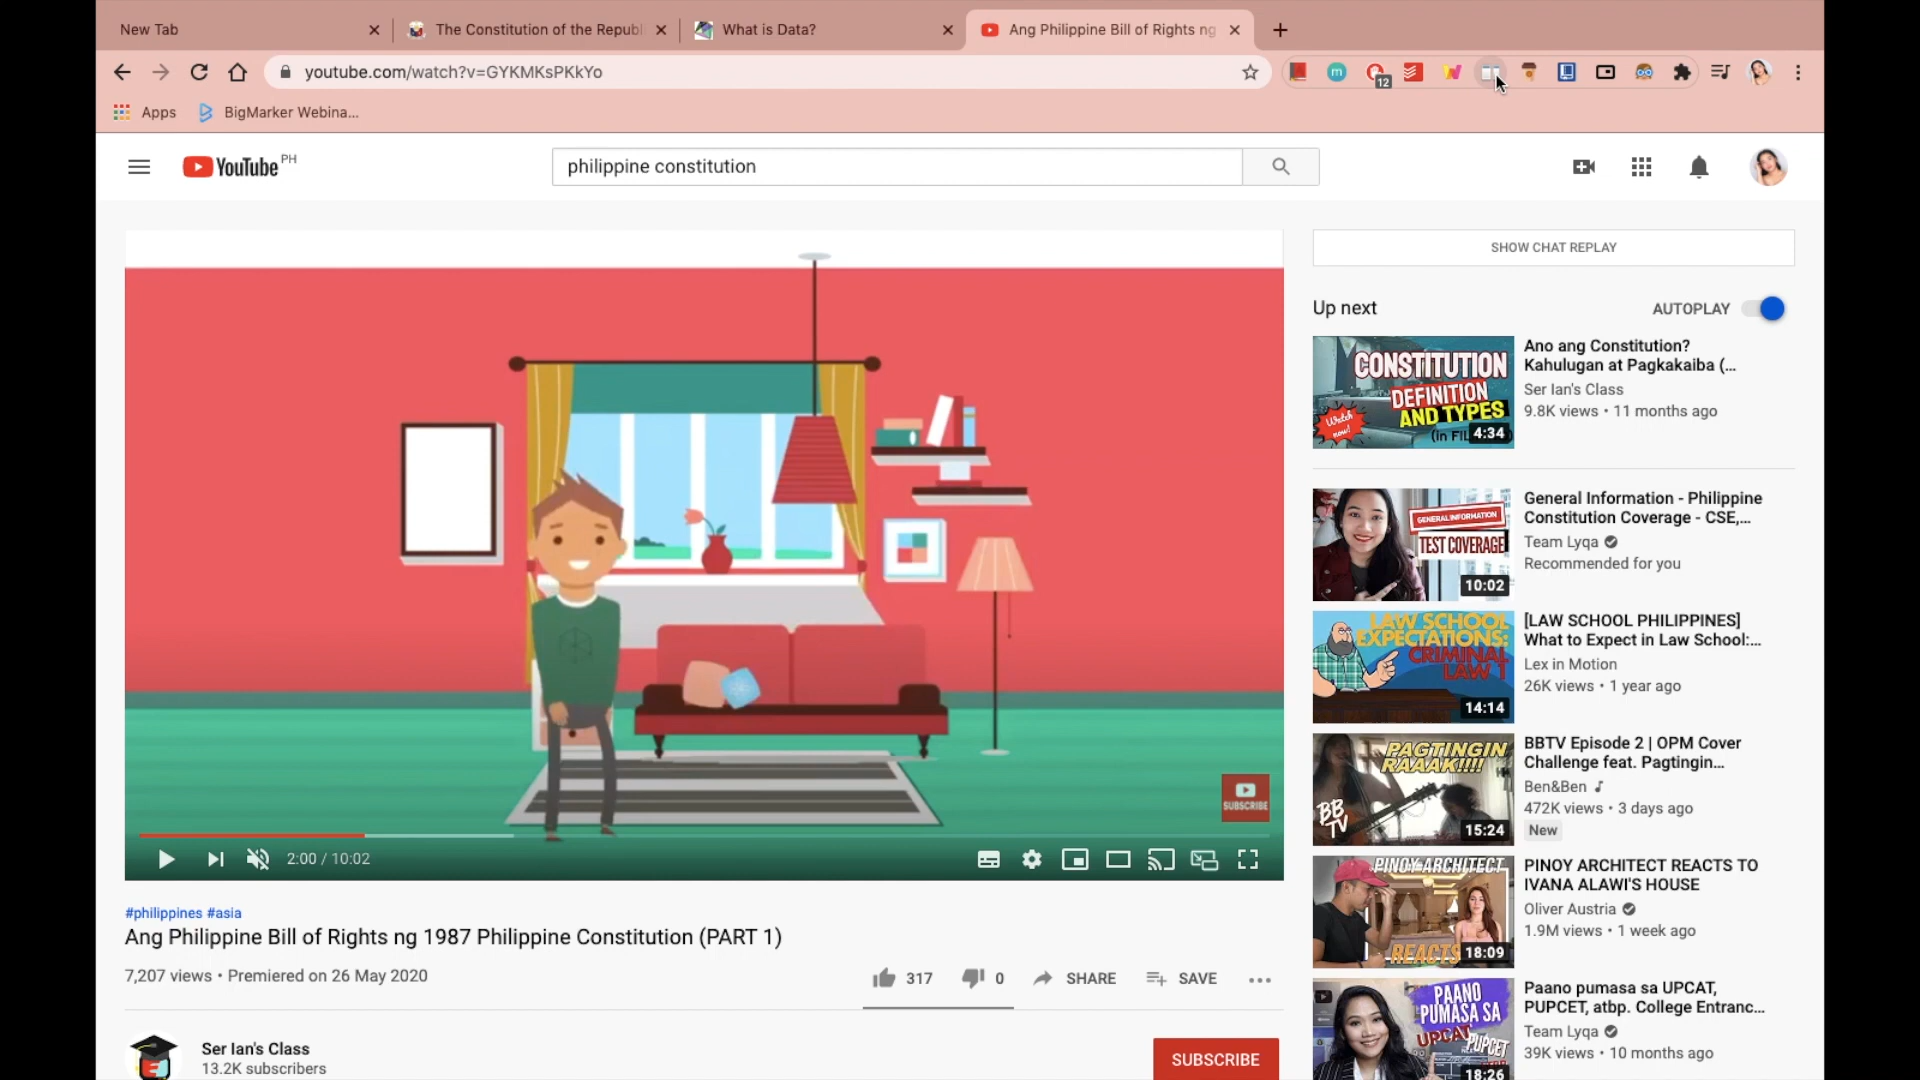 New Tab
The Constitution of the Republ
What is Data?
Ang Philippine Bill of Rights ng
youtube.com/watch?v=GYKMKsPKkYo
12
Apps
BigMarker Webina...
YouTube PH
philippine constitution
SHOW CHAT REPLAY
Up next
AUTOPLAY
CONSTITUTION
DEFINITION
AND TYPES
Watch now!
(in FIL
4:34
Ano ang Constitution?
Kahulugan at Pagkakaiba (...
Ser Ian's Class
9.8K views • 11 months ago
GENERAL INFORMATION
TEST COVERAGE
10:02
General Information - Philippine
Constitution Coverage - CSE,...
Team Lyqa
Recommended for you
LAW SCHOOL
EXPECTATIONS:
CRIMINAL
LAW 1
14:14
[LAW SCHOOL PHILIPPINES]
What to Expect in Law School:...
Lex in Motion
26K views • 1 year ago
PAGTINGIN
RAAAK!!!!
BB
TV
15:24
BBTV Episode 2 | OPM Cover
Challenge feat. Pagtingin...
Ben&Ben
472K views • 3 days ago
New
PINOY ARCHITECT
REACTS
18:09
PINOY ARCHITECT REACTS TO
IVANA ALAWI'S HOUSE
Oliver Austria
1.9M views • 1 week ago
PAANO
PUMASA SA
UPCAT
PUPCET
18:26
Paano pumasa sa UPCAT,
PUPCET, atbp. College Entranc...
Team Lyqa
39K views • 10 months ago
SUBSCRIBE
2:00 / 10:02
#philippines #asia
Ang Philippine Bill of Rights ng 1987 Philippine Constitution (PART 1)
7,207 views • Premiered on 26 May 2020
317
0
SHARE
SAVE
Ser Ian's Class
13.2K subscribers
SUBSCRIBE